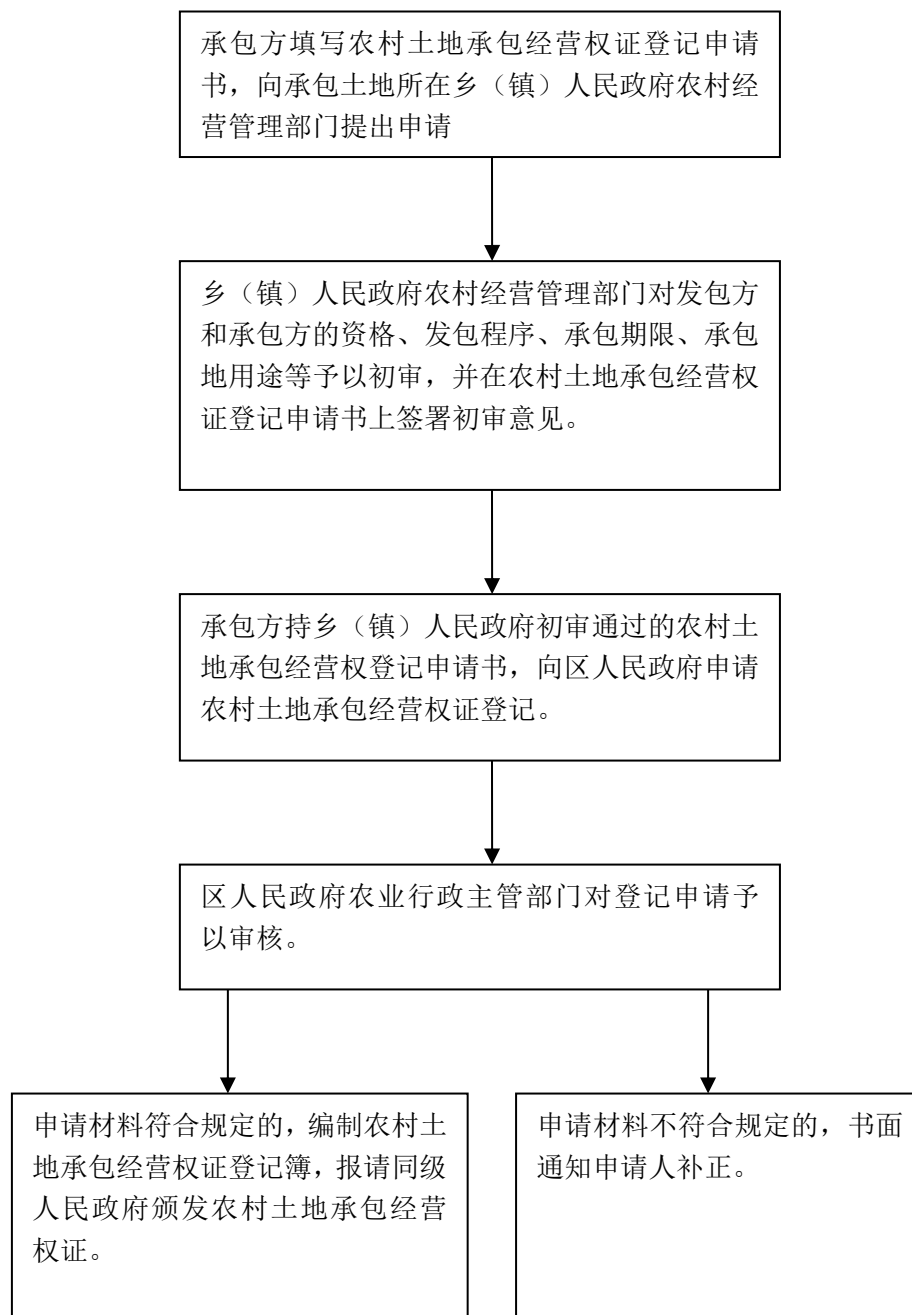 承包方填写农村土地承包经营权证登记申请
书，向承包土地所在乡（镇）人民政府农村经
营管理部门提出申请
乡（镇）人民政府农村经营管理部门对发包方
和承包方的资格、发包程序、承包期限、承包
地用途等予以初审，并在农村土地承包经营权
证登记申请书上签署初审意见。
承包方持乡（镇）人民政府初审通过的农村土
地承包经营权登记申请书，向区人民政府申请
农村土地承包经营权证登记。
区人民政府农业行政主管部门对登记申请予
以审核。
申请材料符合规定的，编制农村土
地承包经营权证登记簿，报请同级
人民政府颁发农村土地承包经营
权证。
申请材料不符合规定的，书面
通知申请人补正。